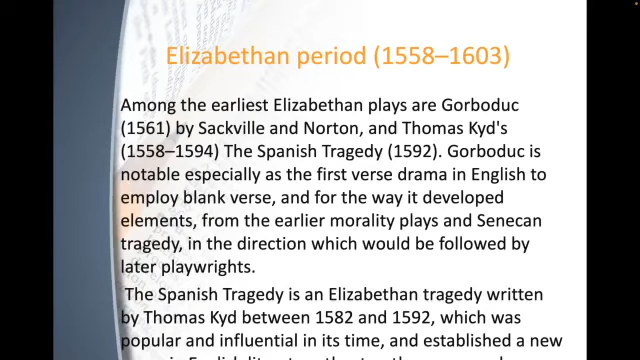 Elizabethan period (1558–1603)
Among the earliest Elizabethan plays are Gorboduc
(1561) by Sackville and Norton, and Thomas Kyd's
(1558–1594) The Spanish Tragedy (1592). Gorboduc is
notable especially as the first verse drama in English to
employ blank verse, and for the way it developed
elements, from the earlier morality plays and Senecan
tragedy, in the direction which would be followed by
later playwrights.
The Spanish Tragedy is an Elizabethan tragedy written
by Thomas Kyd between 1582 and 1592, which was
popular and influential in its time, and established a new